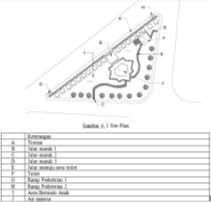 Gambar 4. 1 Site Plan
Keterangan
A Taman
B Jalur masuk 1
C Jalur masuk 2
D Jalur masuk 3
E Jalur menuju area toilet
F Toilet
G Ramp Pedestrian 1
H Ramp Pedestrian 2
I Area Bermain Anak
J Air mancur